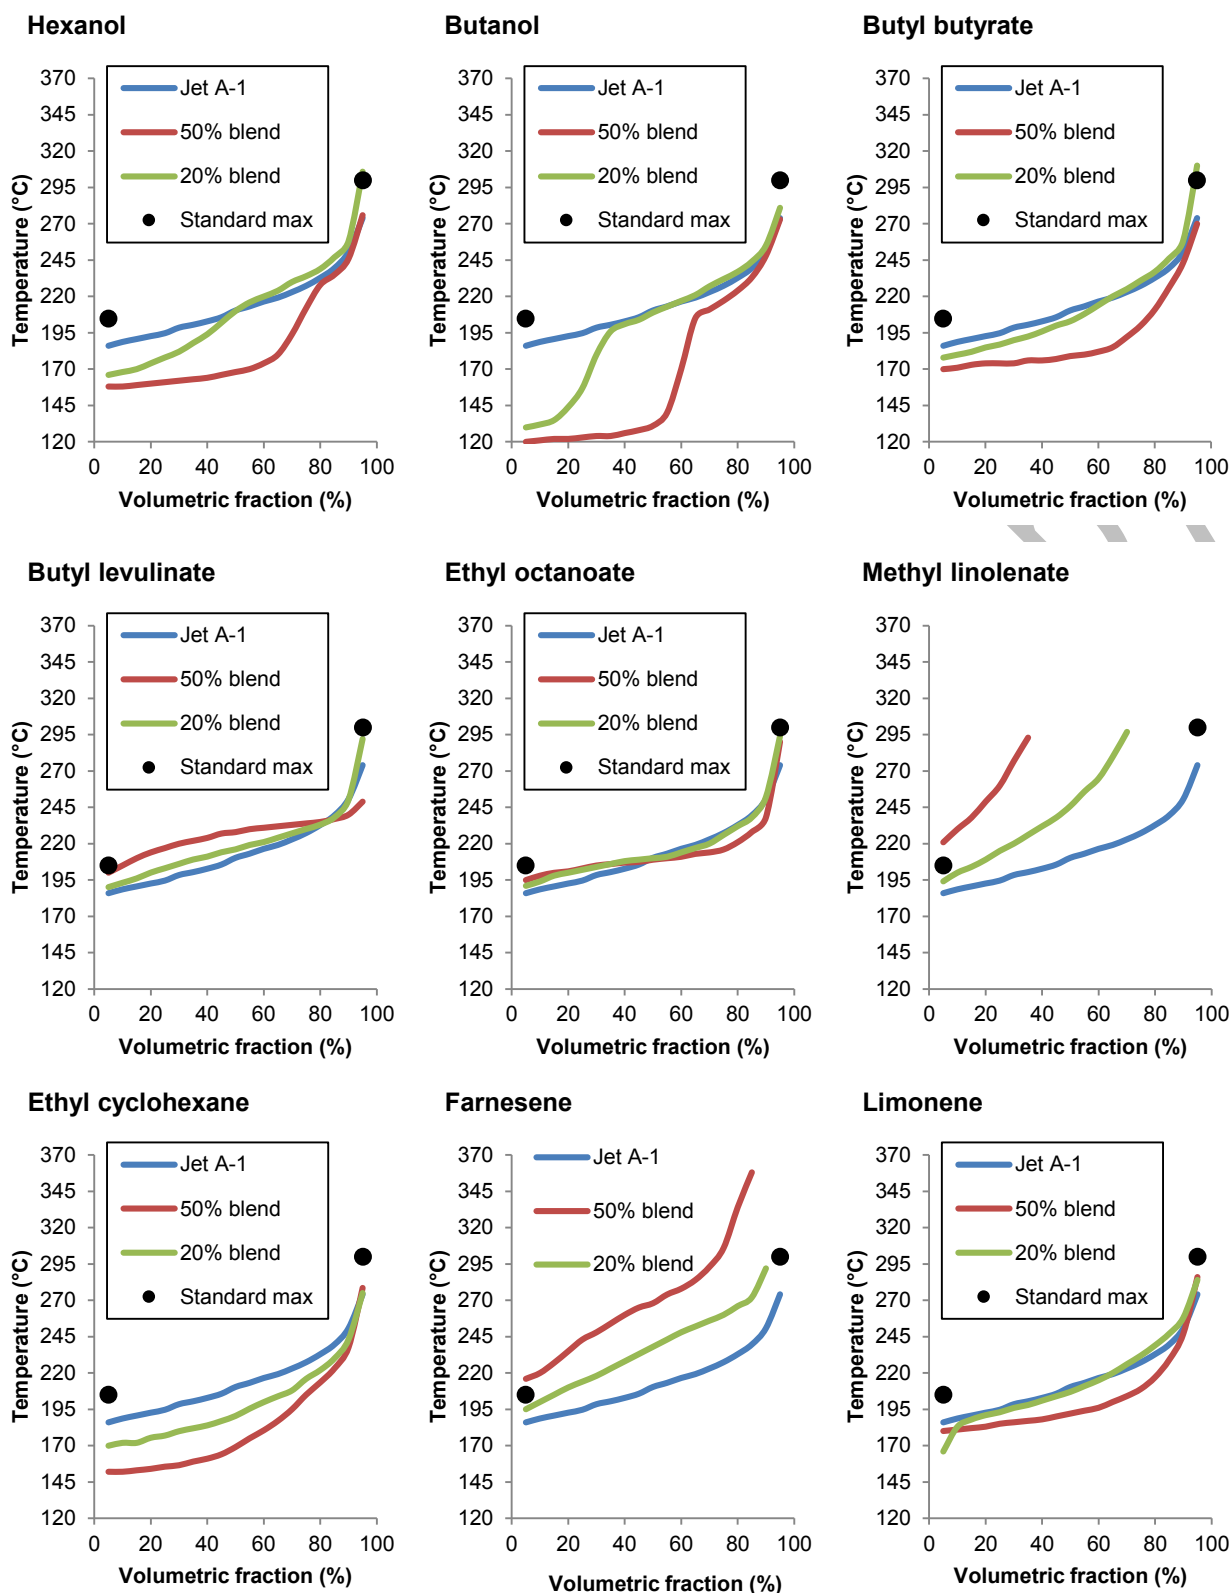 Hexanol
Butanol
Butyl butyrate
370
345
320
295
270
245
220
195
170
145
120
Temperature (°C)
Jet A-1
50% blend
20% blend
Standard max
0 20 40 60 80 100
Volumetric fraction (%)
370
345
320
295
270
245
220
195
170
145
120
Temperature (°C)
Jet A-1
50% blend
20% blend
Standard max
0 20 40 60 80 100
Volumetric fraction (%)
370
345
320
295
270
245
220
195
170
145
120
Temperature (°C)
Jet A-1
50% blend
20% blend
Standard max
0 20 40 60 80 100
Volumetric fraction (%)
Butyl levulinate
Ethyl octanoate
Methyl linolenate
370
345
320
295
270
245
220
195
170
145
120
Temperature (°C)
Jet A-1
50% blend
20% blend
Standard max
0 20 40 60 80 100
Volumetric fraction (%)
370
345
320
295
270
245
220
195
170
145
120
Temperature (°C)
Jet A-1
50% blend
20% blend
Standard max
0 20 40 60 80 100
Volumetric fraction (%)
370
345
320
295
270
245
220
195
170
145
120
Temperature (°C)
0 20 40 60 80 100
Volumetric fraction (%)
Ethyl cyclohexane
Farnesene
Limonene
370
345
320
295
270
245
220
195
170
145
120
Temperature (°C)
Jet A-1
50% blend
20% blend
Standard max
0 20 40 60 80 100
Volumetric fraction (%)
370
345
320
295
270
245
220
195
170
145
120
Temperature (°C)
Jet A-1
50% blend
20% blend
0 20 40 60 80 100
Volumetric fraction (%)
370
345
320
295
270
245
220
195
170
145
120
Temperature (°C)
Jet A-1
50% blend
20% blend
Standard max
0 20 40 60 80 100
Volumetric fraction (%)